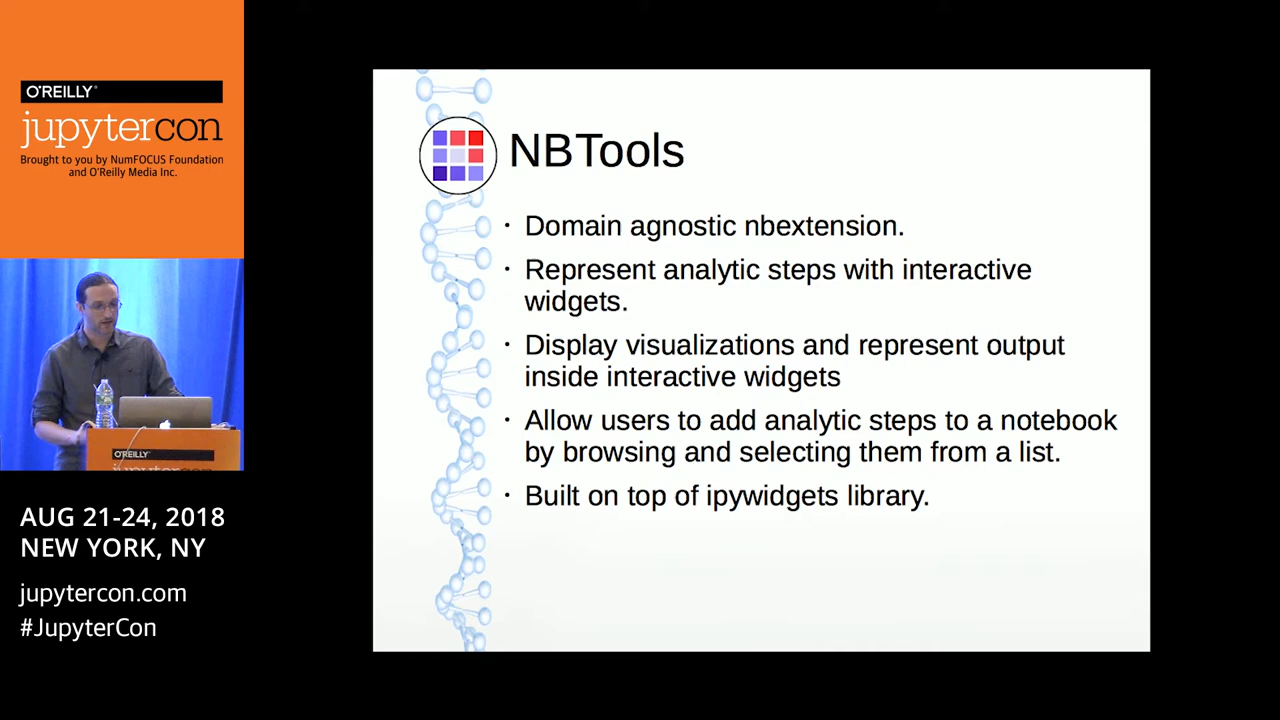 O'REILLY®
jupytercon
Brought to you by NumFOCUS Foundation
and O'Reilly Media Inc.
O'REILLY®
jupytercon
AUG 21-24, 2018
NEW YORK, NY
jupytercon.com
#JupyterCon
NBTools
· Domain agnostic nbextension.
· Represent analytic steps with interactive
widgets.
· Display visualizations and represent output
inside interactive widgets
· Allow users to add analytic steps to a notebook
by browsing and selecting them from a list.
· Built on top of ipywidgets library.